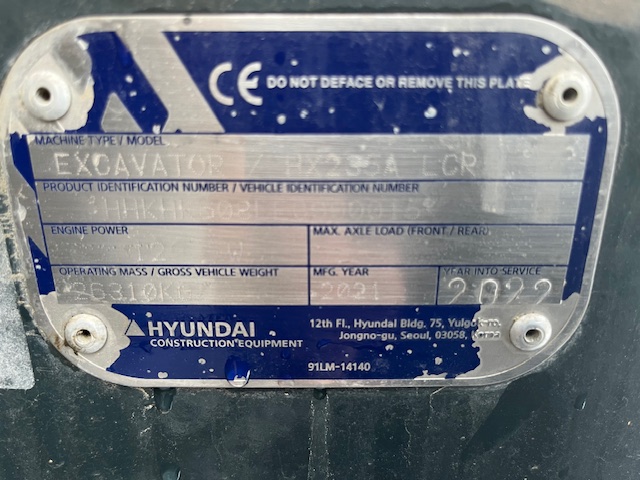 CE DO NOT DEFACE OR REMOVE THIS PLATE
MACHINE TYPE / MODEL
EXCAVATOR / HX235A LCR
PRODUCT IDENTIFICATION NUMBER / VEHICLE IDENTIFICATION NUMBER
ENGINE POWER MAX. AXLE LOAD (FRONT / REAR)
OPERATING MASS / GROSS VEHICLE WEIGHT MFG. YEAR YEAR INTO SERVICE
26310KG 2021 2022
HYUNDAI
CONSTRUCTION EQUIPMENT
12th Fl., Hyundai Bldg. 75,
Jongno-gu, Seoul, 03058, Korea
91LM-14140